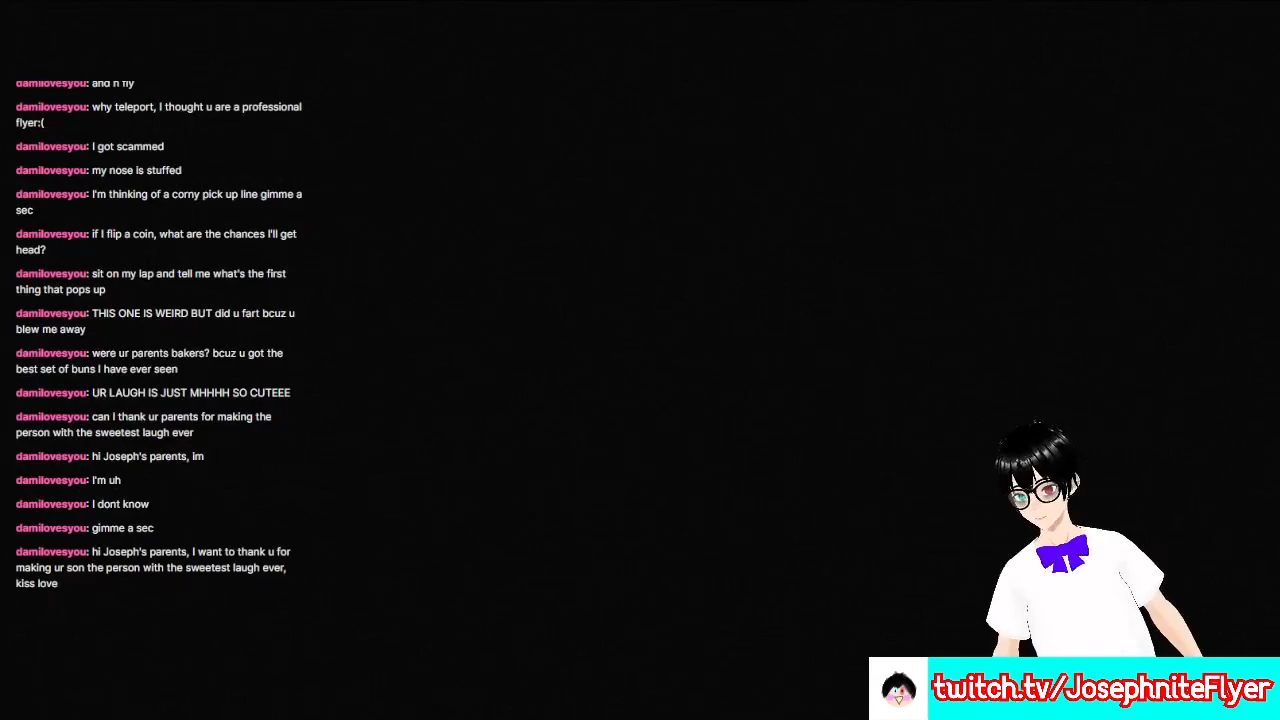 damilovesyou: and n fly
damilovesyou: why teleport, I thought u are a professional
flyer:(
damilovesyou: I got scammed
damilovesyou: my nose is stuffed
damilovesyou: I'm thinking of a corny pick up line gimme a
sec
damilovesyou: if I flip a coin, what are the chances I'll get
head?
damilovesyou: sit on my lap and tell me what's the first
thing that pops up
damilovesyou: THIS ONE IS WEIRD BUT did u fart bcuz u
blew me away
damilovesyou: were ur parents bakers? bcuz u got the
best set of buns I have ever seen
damilovesyou: UR LAUGH IS JUST MHHHH SO CUTEEE
damilovesyou: can I thank ur parents for making the
person with the sweetest laugh ever
damilovesyou: hi Joseph's parents, im
damilovesyou: I'm uh
damilovesyou: I dont know
damilovesyou: gimme a sec
damilovesyou: hi Joseph's parents, I want to thank u for
making ur son the person with the sweetest laugh ever,
kiss love
twitch.tv/JosephniteFlyer